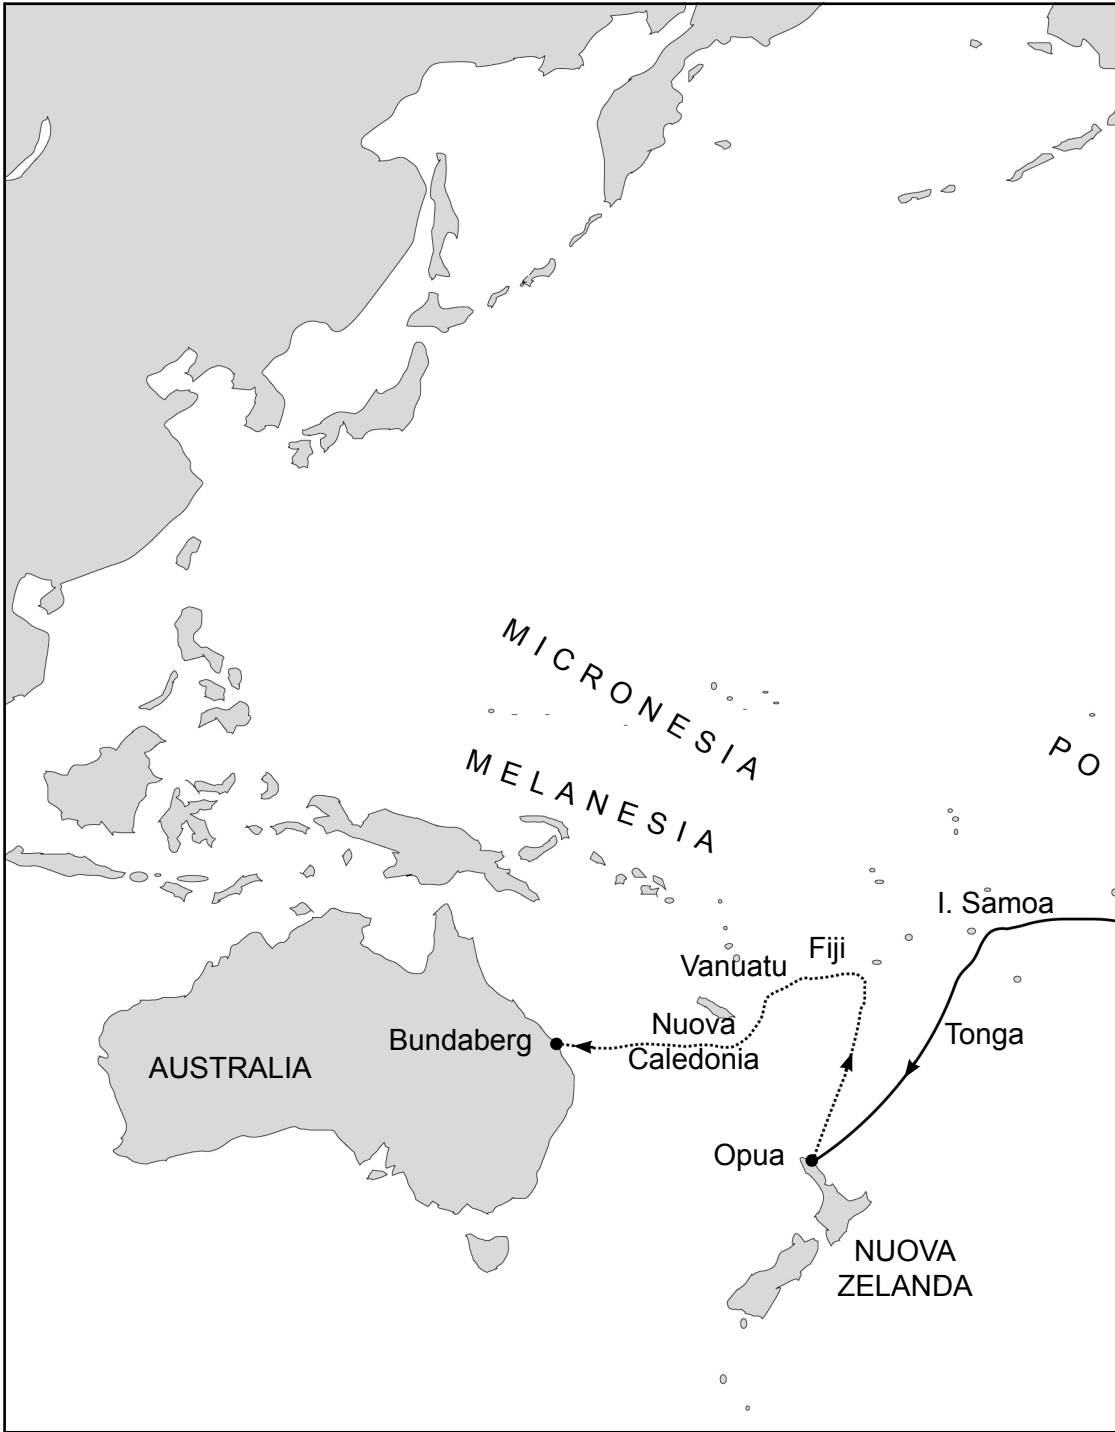 MICRONESIA
PO
MELANESIA
I. Samoa
Fiji
Vanuatu
Nuova
Caledonia
Tonga
Bundaberg
AUSTRALIA
Opua
NUOVA
ZELANDA